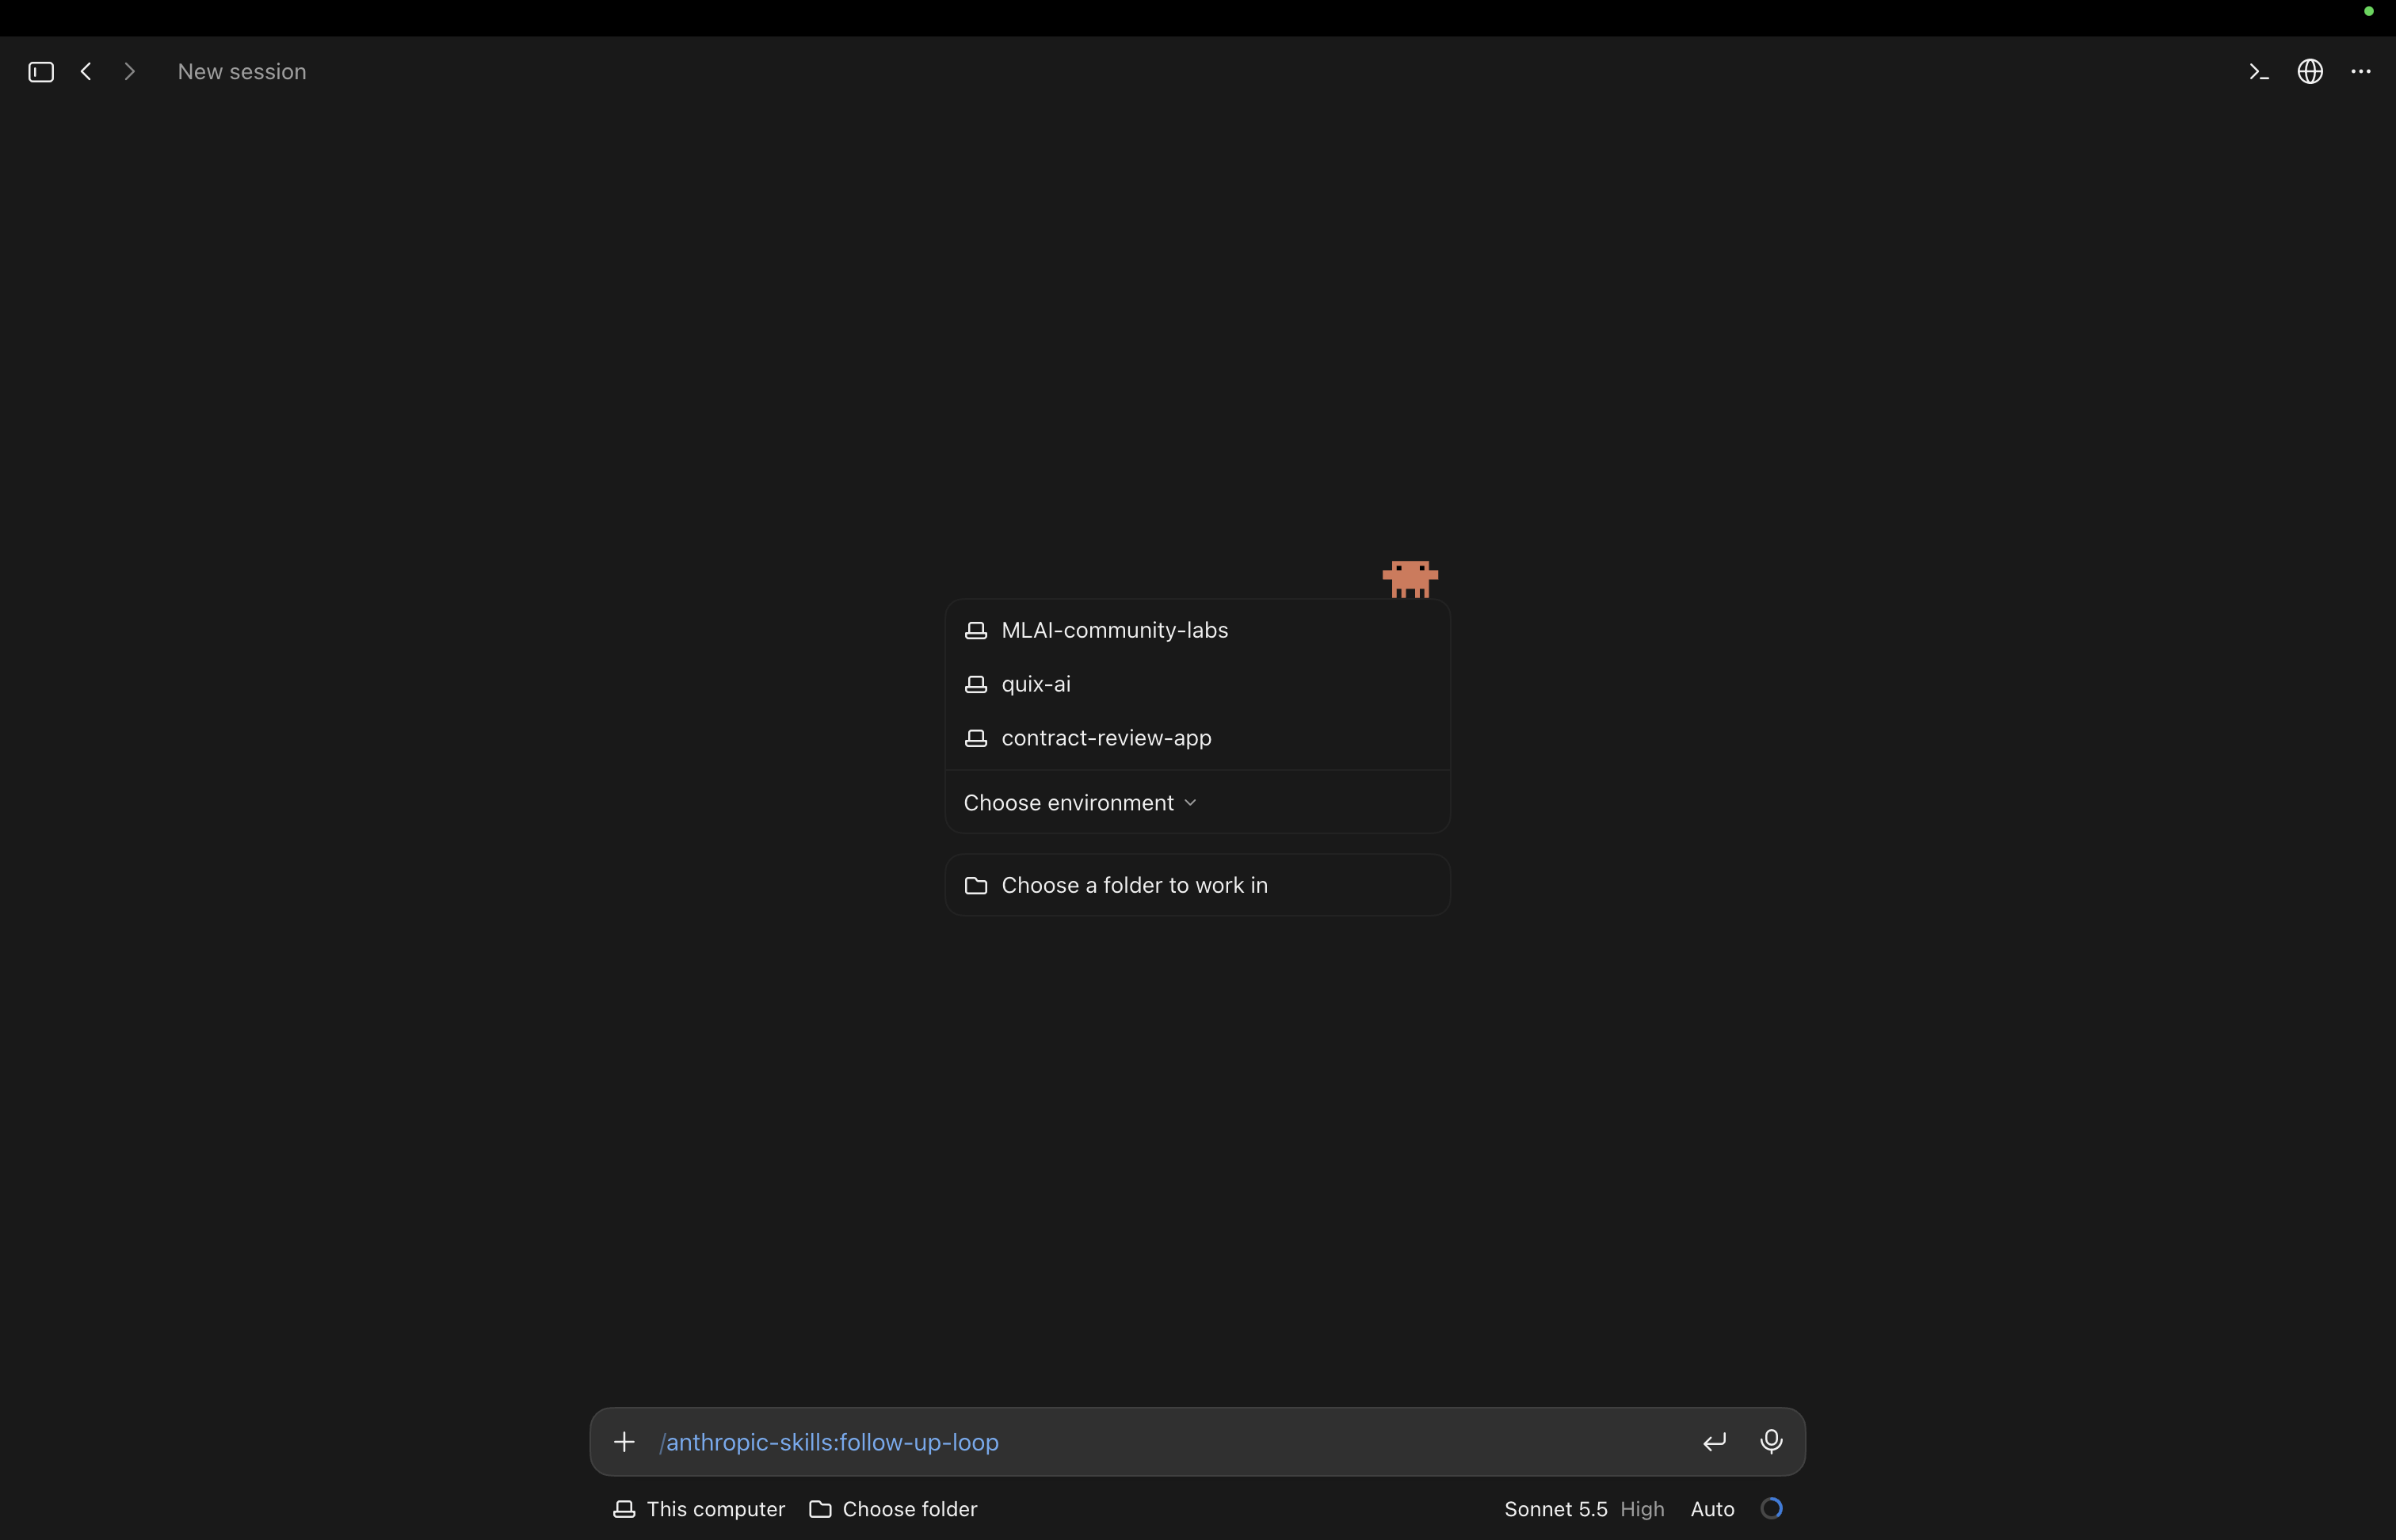 New session
MLAI-community-labs
quix-ai
contract-review-app
Choose environment
Choose a folder to work in
/anthropic-skills:follow-up-loop
This computer Choose folder Sonnet 5.5 High Auto